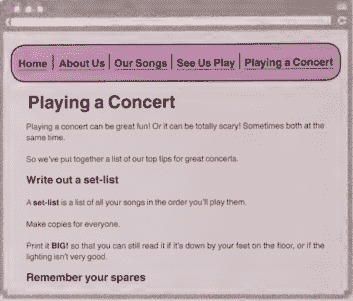 Home | About Us | Our Songs | See Us Play | Playing a Concert
Playing a Concert
Playing a concert can be great fun! Or it can be totally scary! Sometimes both at the
same time.
So we've put together a list of our top tips for great concerts.
Write out a set-list
A set-list is a list of all your songs in the order you'll play them.
Make copies for everyone.
Print it BIG! so that you can still read it if it's down by your feet on the floor, or if the
lighting isn't very good.
Remember your spares